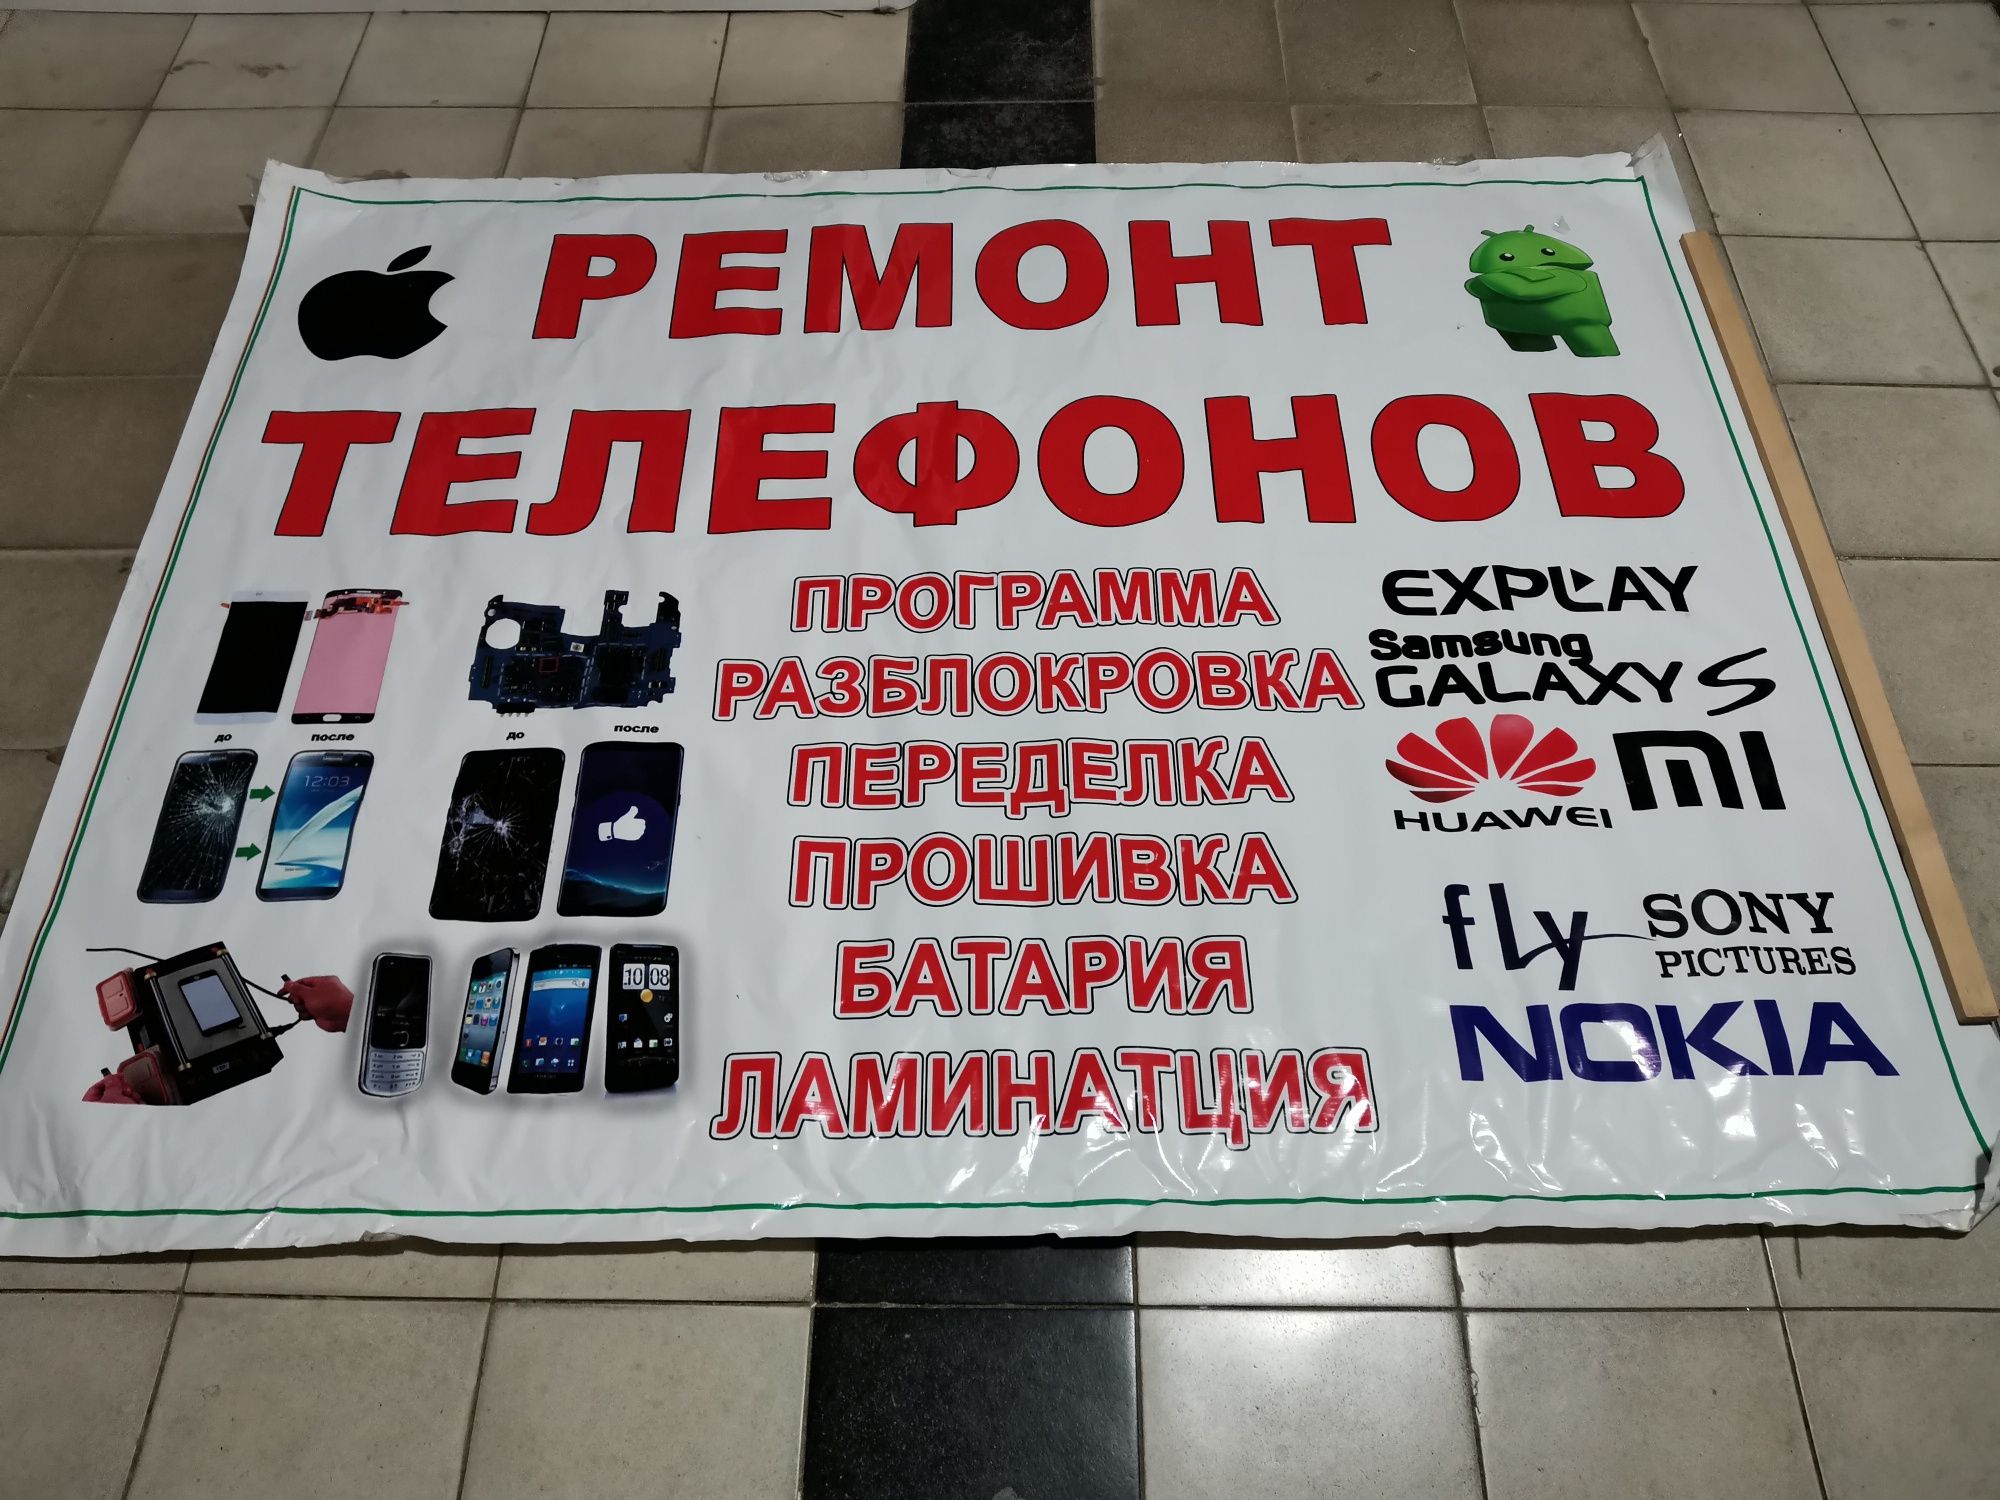 РЕМОНТ
ТЕЛЕФОНОВ
ПРОГРАММА
РАЗБЛОКРОВКА
ПЕРЕДЕЛКА
ПРОШИВКА
БАТАРИЯ
ЛАМИНАТЦИЯ
EXPLAY
Samsung
GALAXY S
HUAWEI
MI
fLy
SONY
PICTURES
NOKIA
до после
до после
12:03
10 08